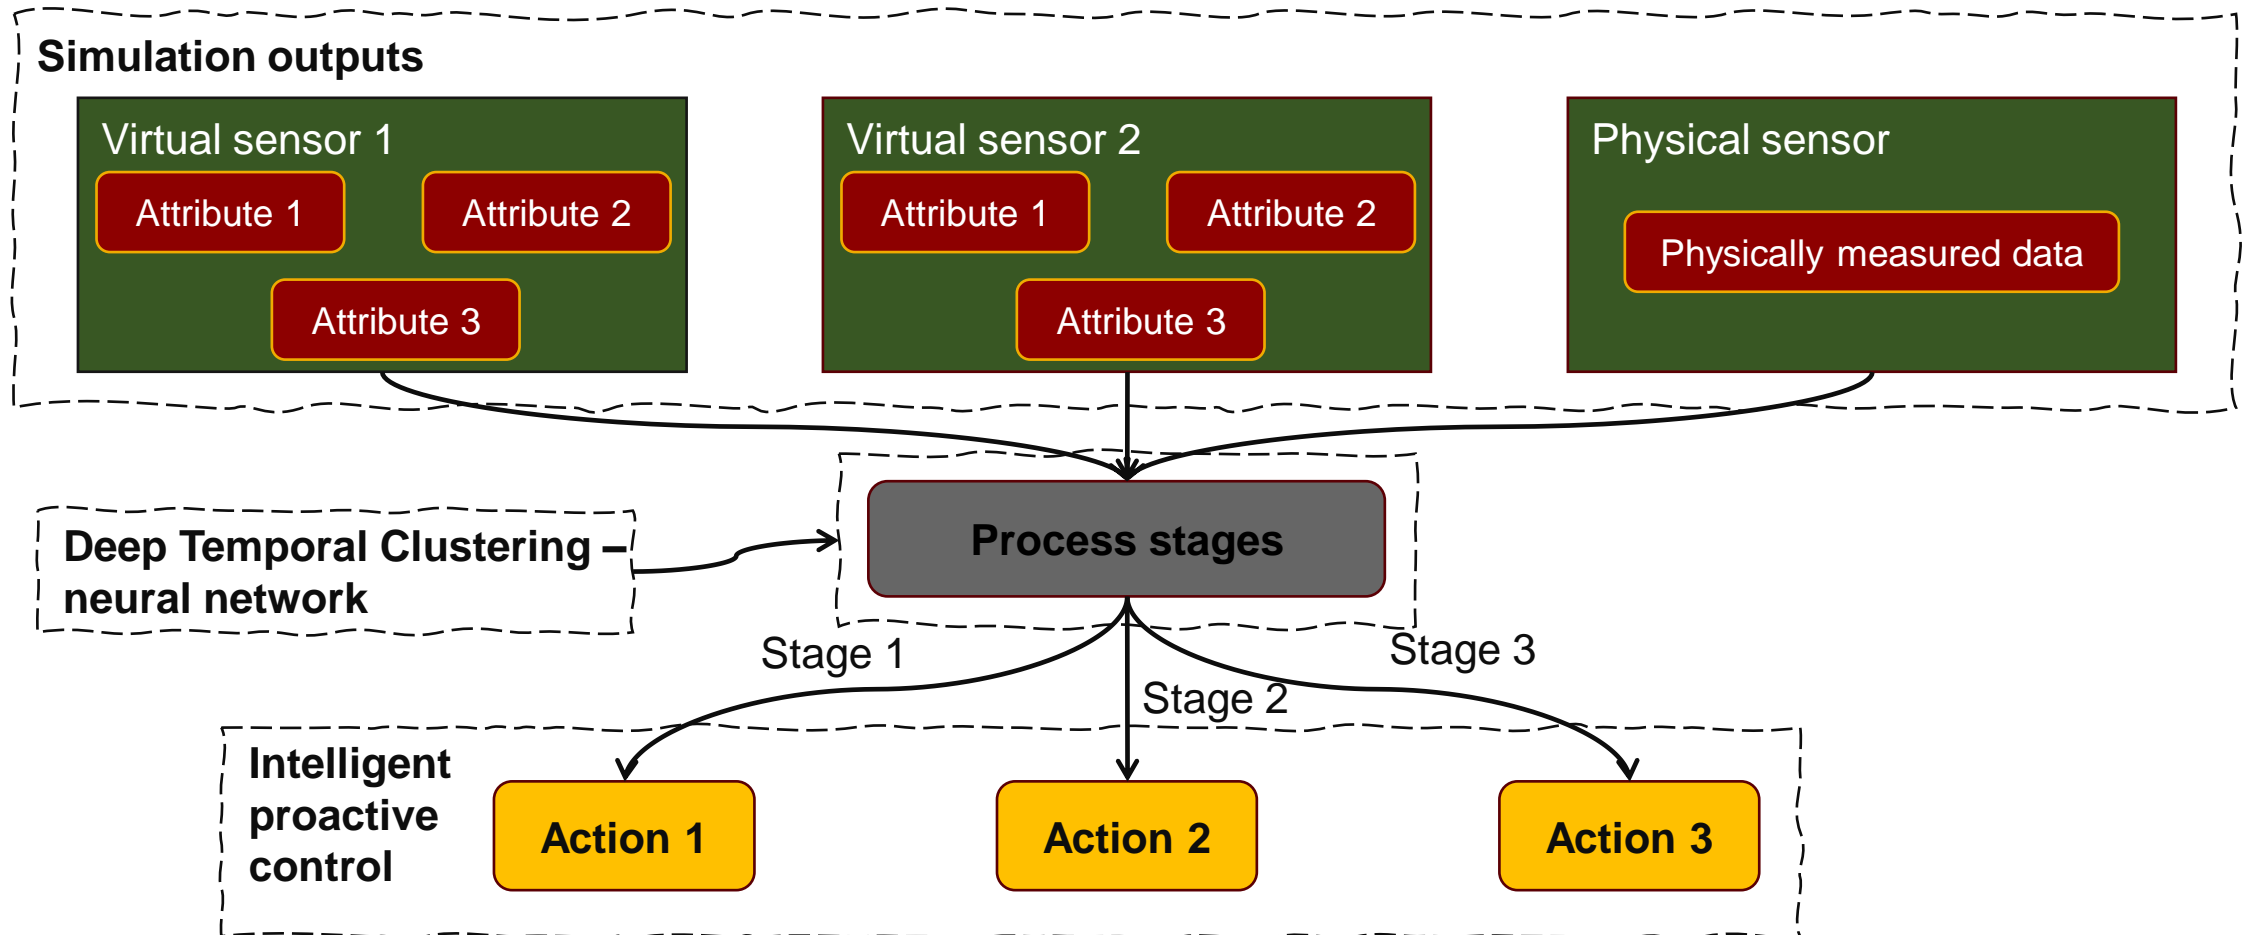 Simulation outputs
Virtual sensor 1
Attribute 1
Attribute 2
Attribute 3
Virtual sensor 2
Attribute 1
Attribute 2
Attribute 3
Physical sensor
Physically measured data
Deep Temporal Clustering –
neural network
Process stages
Stage 1
Stage 2
Stage 3
Intelligent
proactive
control
Action 1
Action 2
Action 3